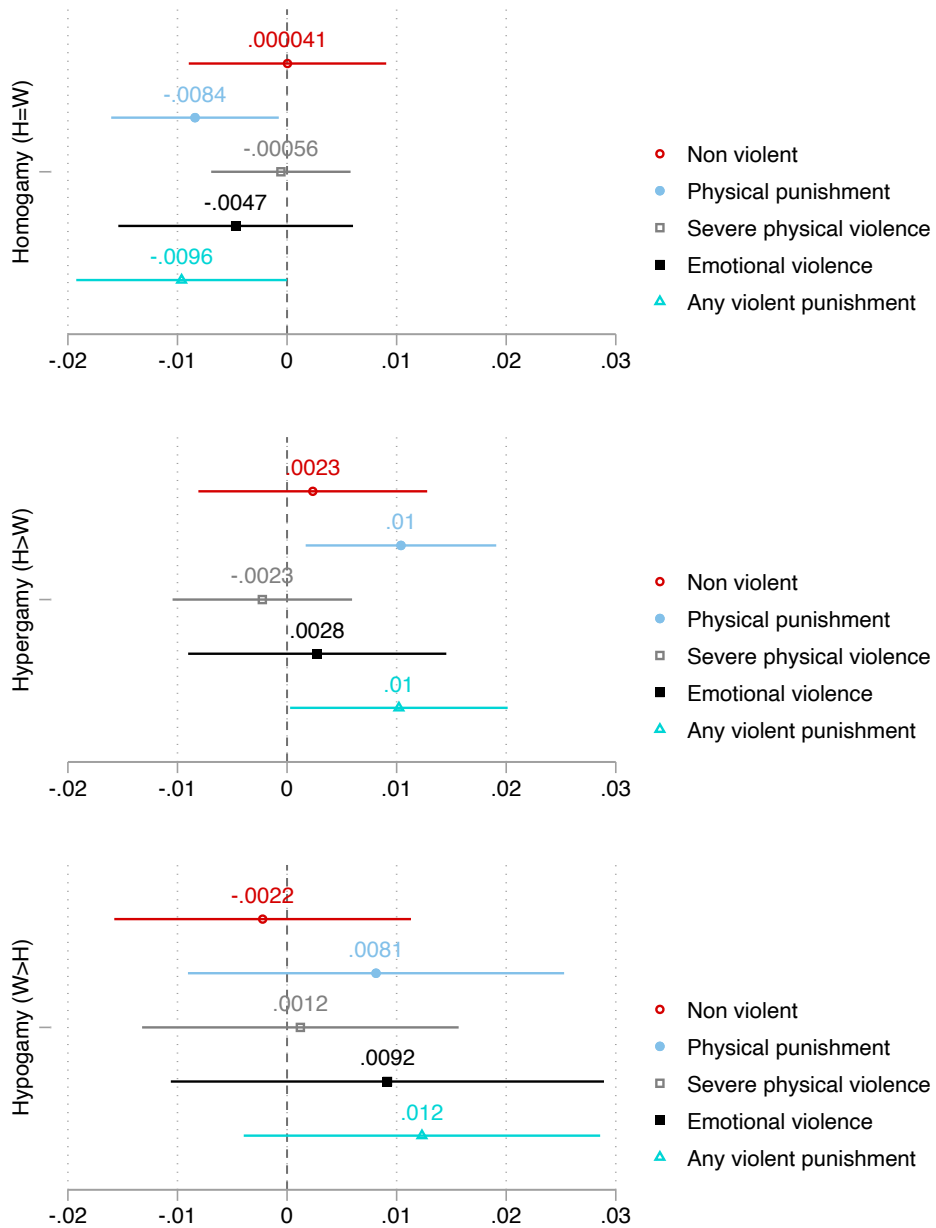 Homogamy (H=W)
.000041
-.0084
-.00056
-.0047
-.0096
-.02 -.01 0 .01 .02 .03
Non violent
Physical punishment
Severe physical violence
Emotional violence
Any violent punishment
Hypergamy (H>W)
.0023
.01
-.0023
.0028
.01
-.02 -.01 0 .01 .02 .03
Non violent
Physical punishment
Severe physical violence
Emotional violence
Any violent punishment
Hypogamy (W>H)
-.0022
.0081
.0012
.0092
.012
-.02 -.01 0 .01 .02 .03
Non violent
Physical punishment
Severe physical violence
Emotional violence
Any violent punishment